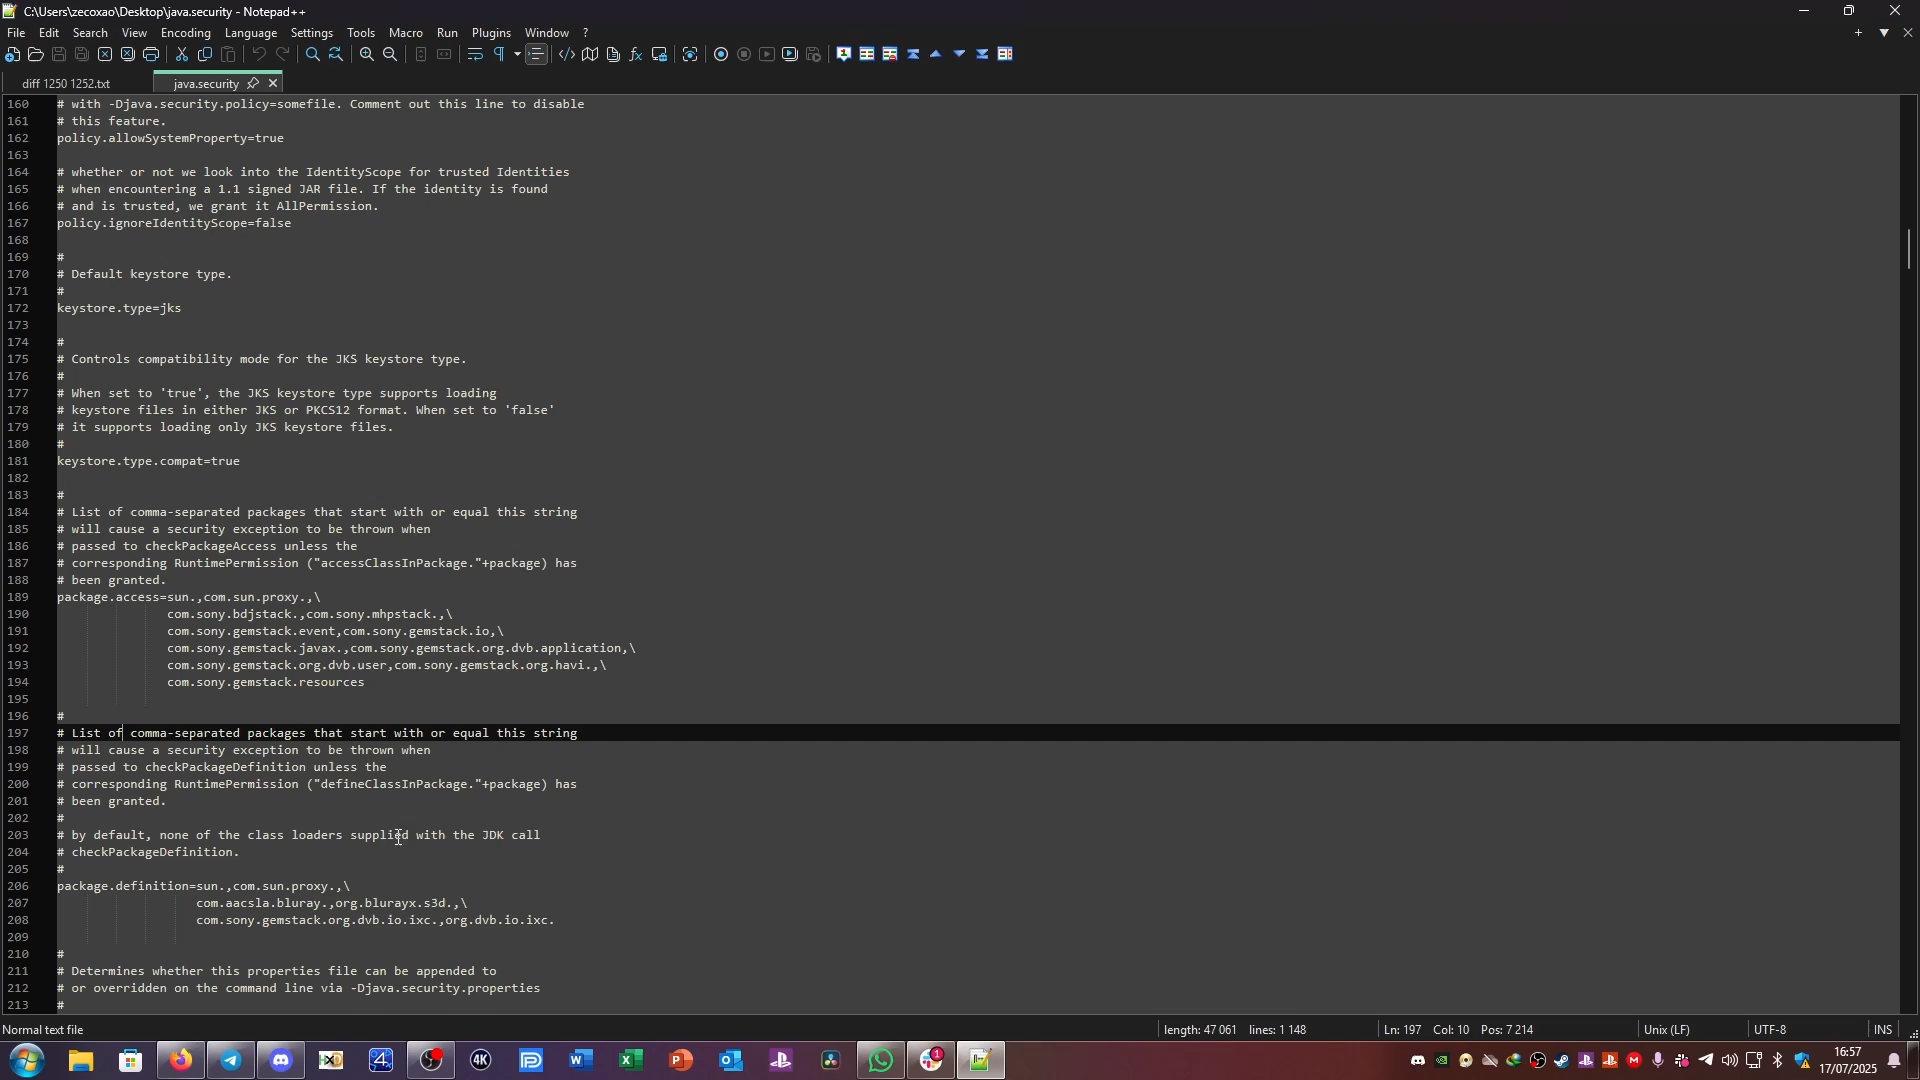 C:\Users\zecoxao\Desktop\java.security - Notepad++
File Edit Search View Encoding Language Settings Tools Macro Run Plugins Window ?
diff 1250 1252.txt java.security
160 # with -Djava.security.policy=somefile. Comment out this line to disable
161 # this feature.
162 policy.allowSystemProperty=true
163
164 # whether or not we look into the IdentityScope for trusted Identities
165 # when encountering a 1.1 signed JAR file. If the identity is found
166 # and is trusted, we grant it AllPermission.
167 policy.ignoreIdentityScope=false
168
169 #
170 # Default keystore type.
171 #
172 keystore.type=jks
173
174 #
175 # Controls compatibility mode for the JKS keystore type.
176 #
177 # When set to 'true', the JKS keystore type supports loading
178 # keystore files in either JKS or PKCS12 format. When set to 'false'
179 # it supports loading only JKS keystore files.
180 #
181 keystore.type.compat=true
182
183 #
184 # List of comma-separated packages that start with or equal this string
185 # will cause a security exception to be thrown when
186 # passed to checkPackageAccess unless the
187 # corresponding RuntimePermission ("accessClassInPackage."+package) has
188 # been granted.
189 package.access=sun.,com.sun.proxy.,\
190 com.sony.bdjstack.,com.sony.mhpstack.,\
191 com.sony.gemstack.event,com.sony.gemstack.io,\
192 com.sony.gemstack.javax.,com.sony.gemstack.org.dvb.application,\
193 com.sony.gemstack.org.dvb.user,com.sony.gemstack.org.havi.,\
194 com.sony.gemstack.resources
195
196 #
197 # List of comma-separated packages that start with or equal this string
198 # will cause a security exception to be thrown when
199 # passed to checkPackageDefinition unless the
200 # corresponding RuntimePermission ("defineClassInPackage."+package) has
201 # been granted.
202 #
203 # by default, none of the class loaders supplied with the JDK call
204 # checkPackageDefinition.
205 #
206 package.definition=sun.,com.sun.proxy.,\
207 com.aacsla.bluray.,org.blurayx.s3d.,\
208 com.sony.gemstack.org.dvb.io.ixc.,org.dvb.io.ixc.
209
210 #
211 # Determines whether this properties file can be appended to
212 # or overridden on the command line via -Djava.security.properties
213 #
Normal text file length: 47 061 lines: 1 148 Ln: 197 Col: 10 Pos: 7 214 Unix (LF) UTF-8 INS
4K
16:57
17/07/2025